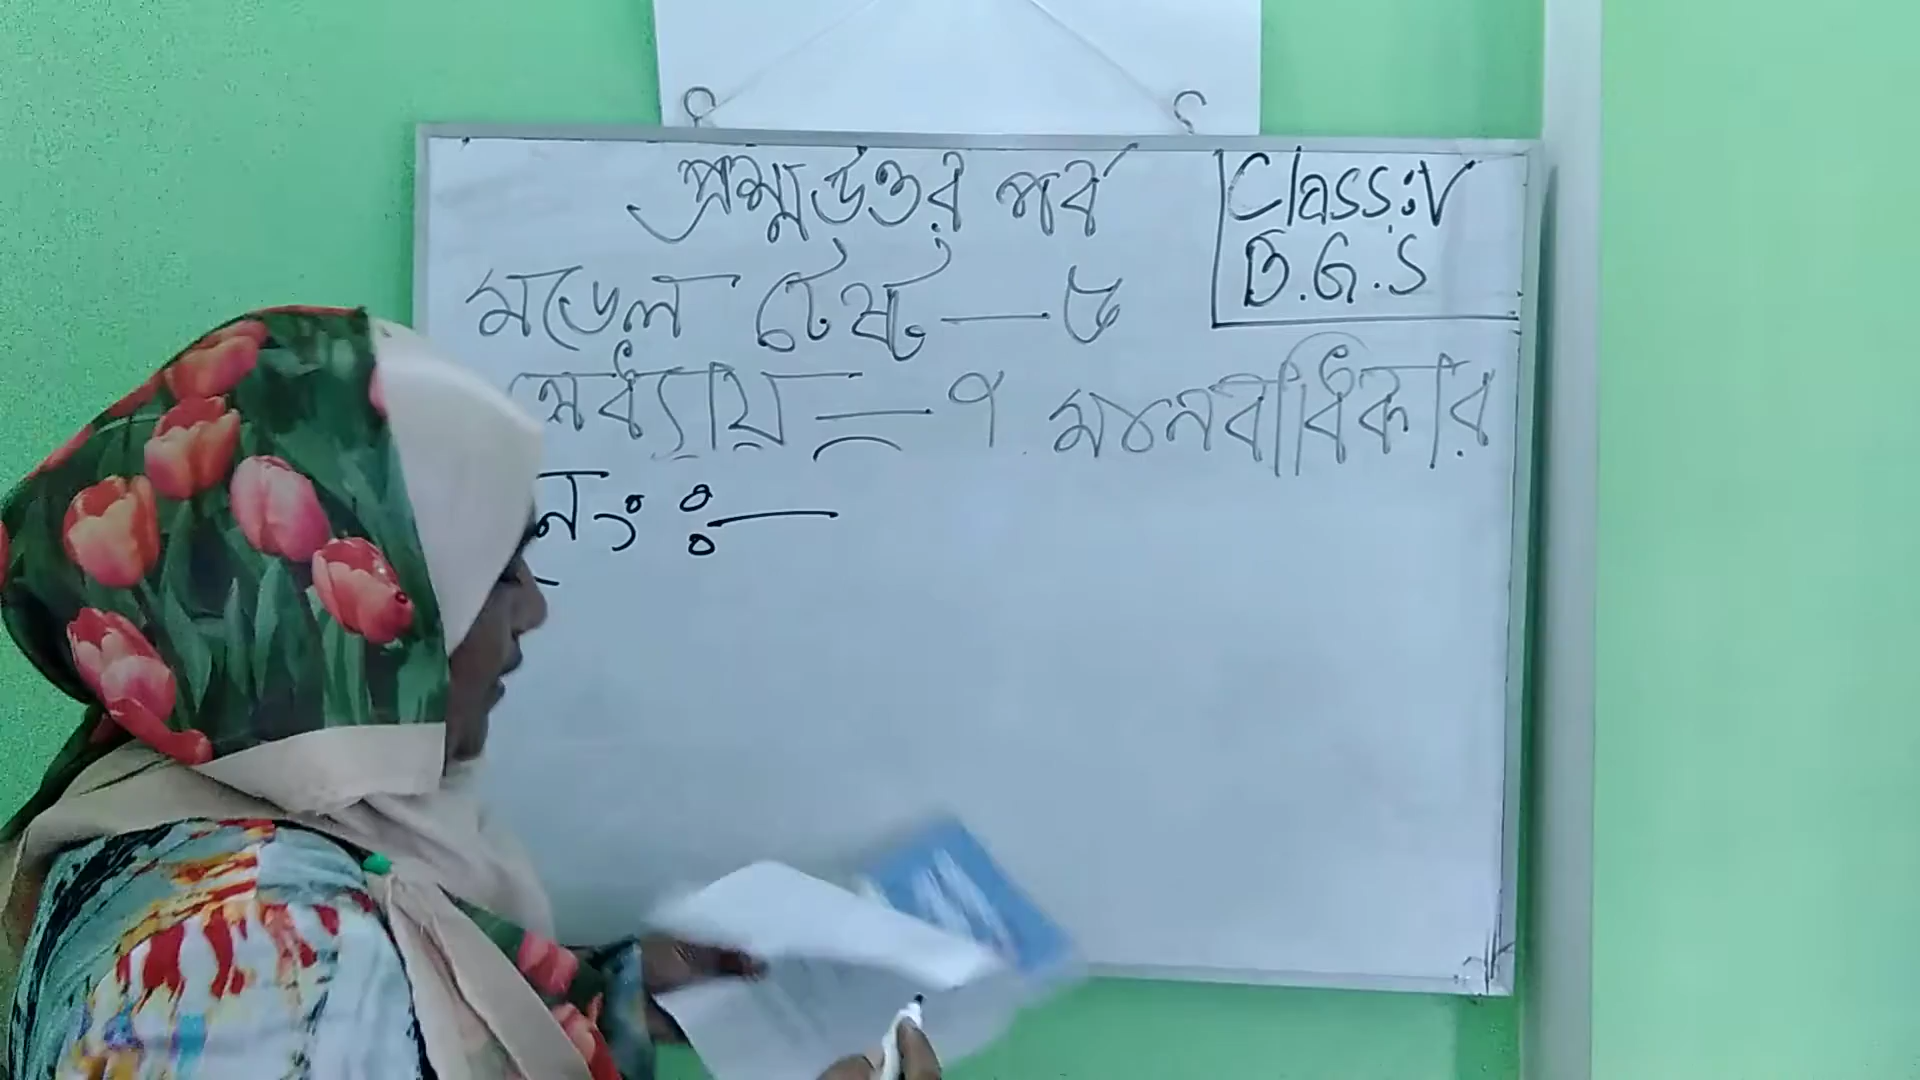 প্রশ্নউত্তর পর্ব
Class:V
B.G.S
মডেল টেষ্ট — ৬
অধ্যায় — ৭ মানবাধিকার
নং :—